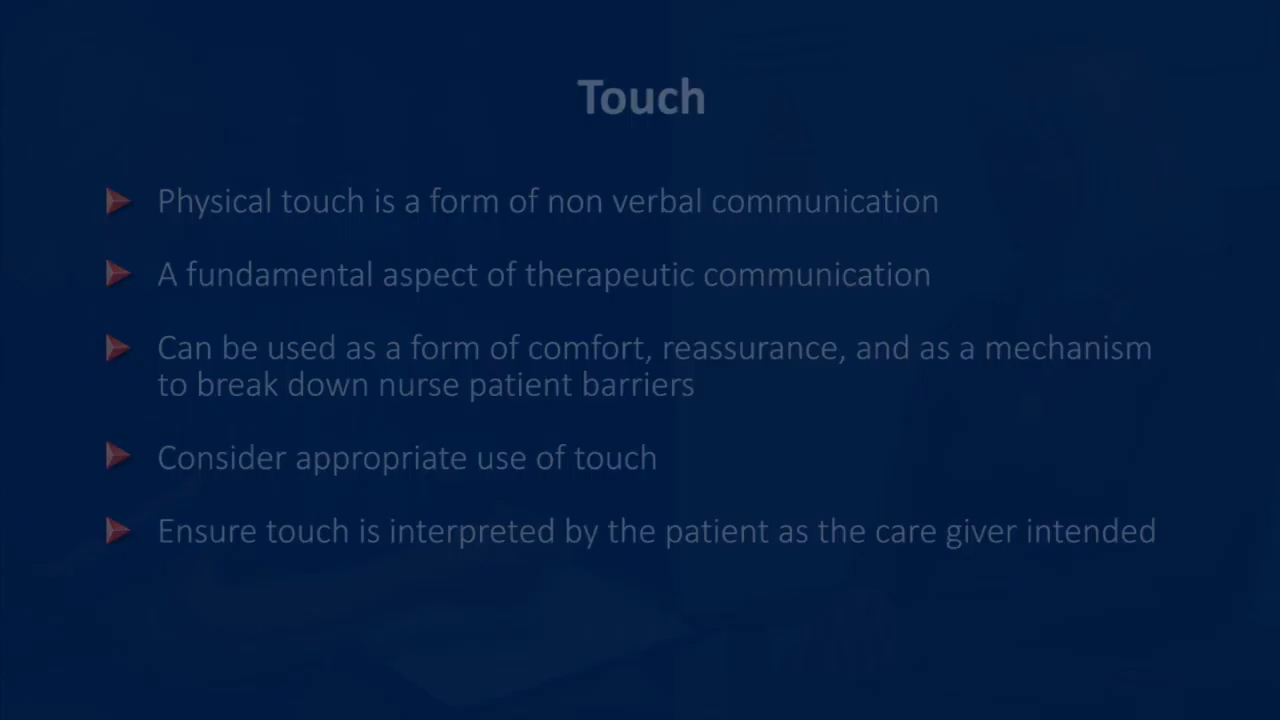 Touch
Physical touch is a form of non verbal communication
A fundamental aspect of therapeutic communication
Can be used as a form of comfort, reassurance, and as a mechanism
to break down nurse patient barriers
Consider appropriate use of touch
Ensure touch is interpreted by the patient as the care giver intended